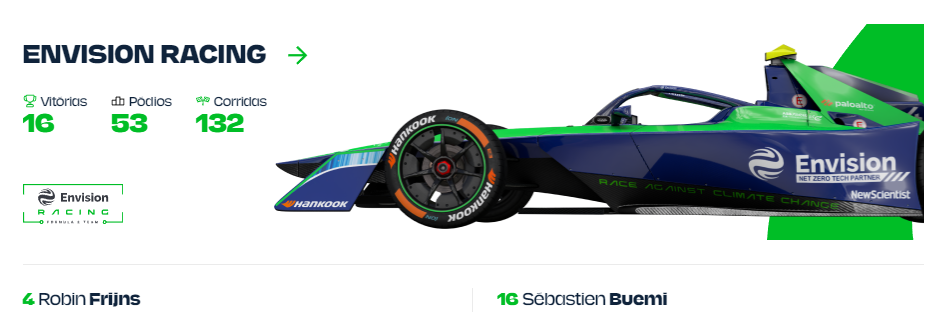 ENVISION RACING
Vitórias Pódios Corridas
16 53 132
Envision
RACING
FORMULA E TEAM
HANKOOK
HANKOOK
HANKOOK
paloalto
Envision
NET ZERO TECH PARTNER
NewScientist
RACE AGAINST CLIMATE CHANGE
4 Robin Frijns
16 Sébastien Buemi